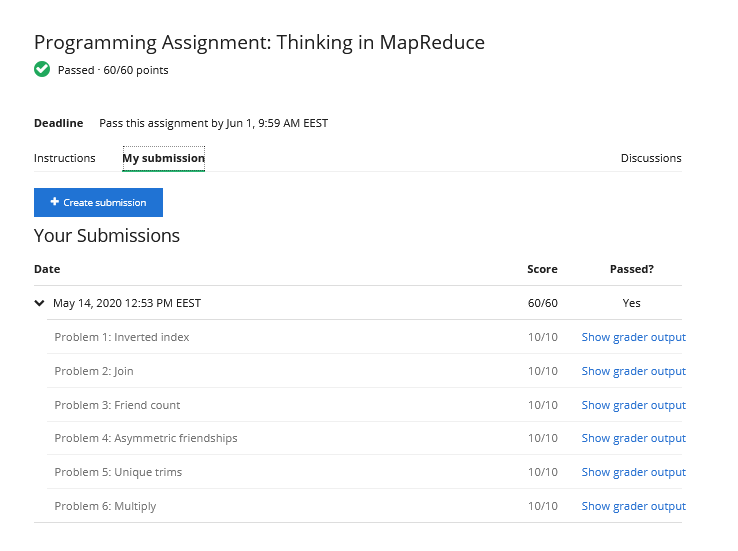 Programming Assignment: Thinking in MapReduce
Passed · 60/60 points
Deadline Pass this assignment by Jun 1, 9:59 AM EEST
Instructions My submission Discussions
+ Create submission
Your Submissions
Date Score Passed?
May 14, 2020 12:53 PM EEST 60/60 Yes
Problem 1: Inverted index 10/10 Show grader output
Problem 2: Join 10/10 Show grader output
Problem 3: Friend count 10/10 Show grader output
Problem 4: Asymmetric friendships 10/10 Show grader output
Problem 5: Unique trims 10/10 Show grader output
Problem 6: Multiply 10/10 Show grader output